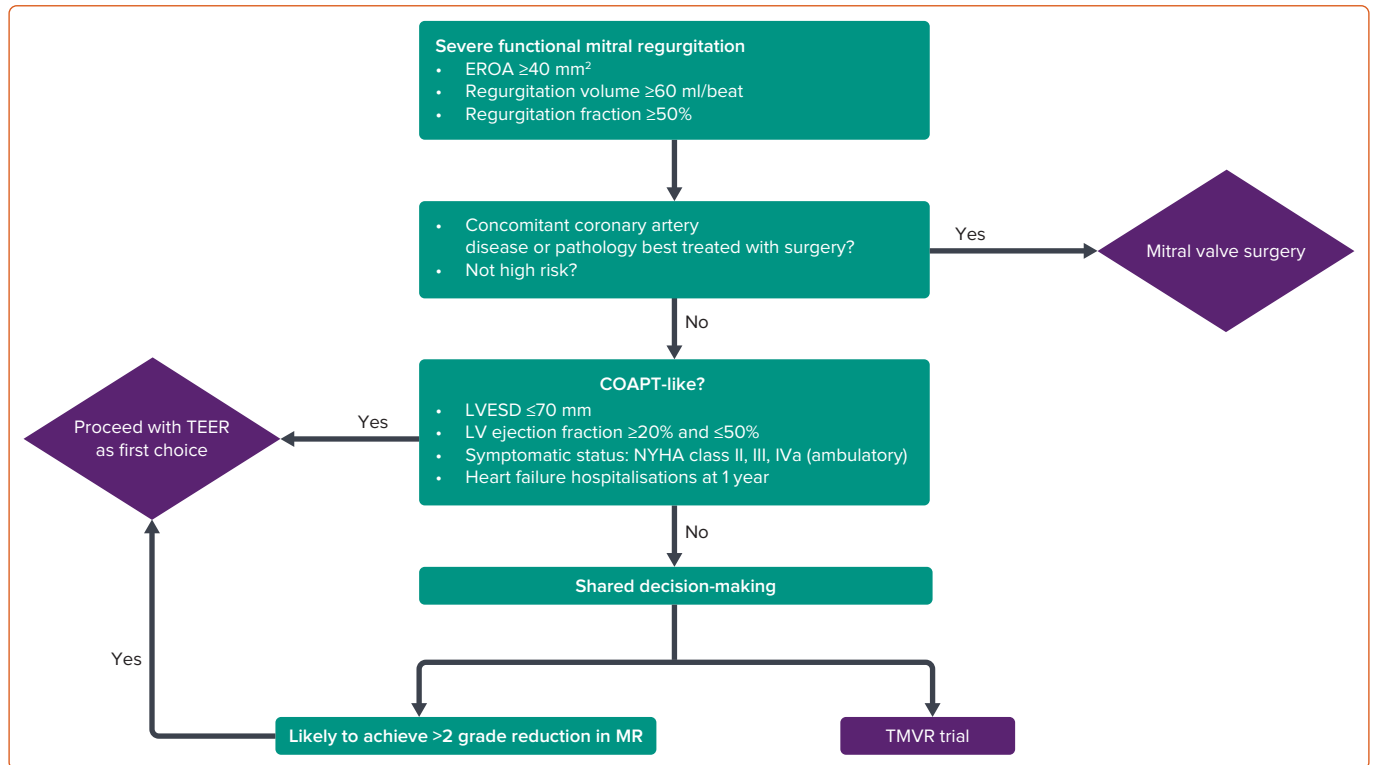 Severe functional mitral regurgitation
• EROA ≥40 mm²
• Regurgitation volume ≥60 ml/beat
• Regurgitation fraction ≥50%
• Concomitant coronary artery
disease or pathology best treated with surgery?
• Not high risk?
Yes
Mitral valve surgery
No
COAPT-like?
• LVESD ≤70 mm
• LV ejection fraction ≥20% and ≤50%
• Symptomatic status: NYHA class II, III, IVa (ambulatory)
• Heart failure hospitalisations at 1 year
Yes
Proceed with TEER
as first choice
No
Shared decision-making
Yes
Likely to achieve >2 grade reduction in MR
TMVR trial